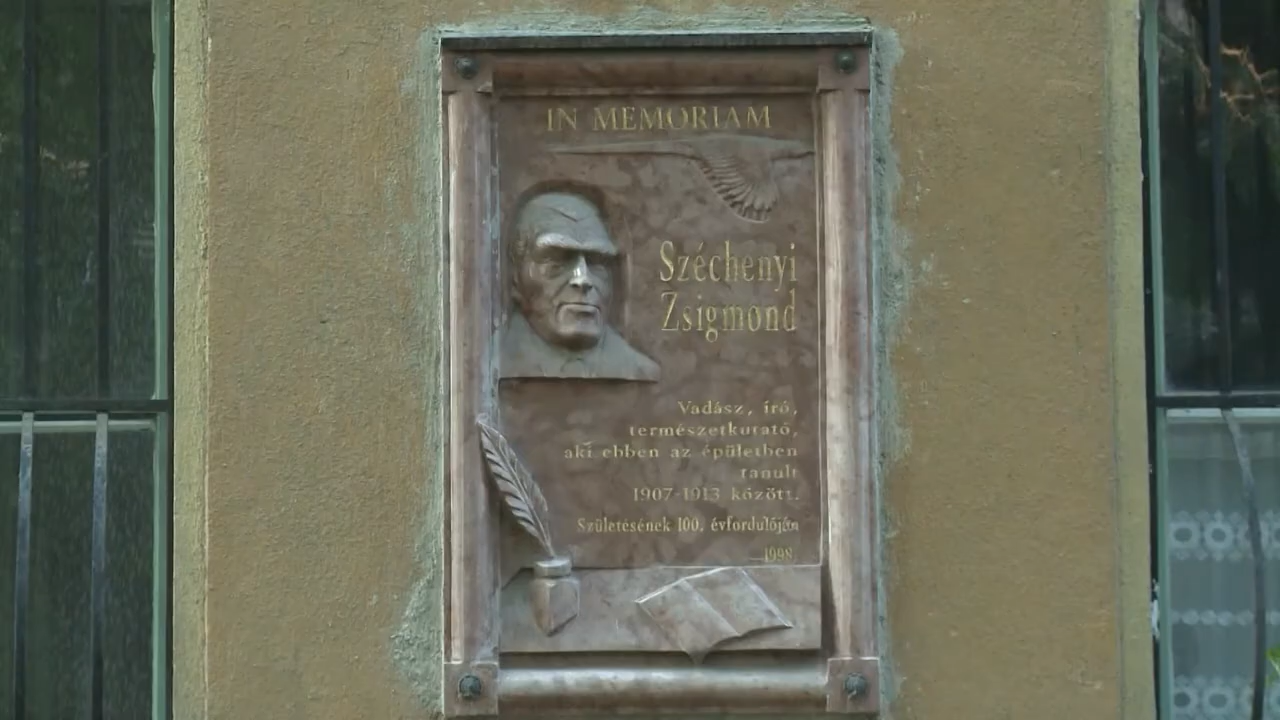 IN MEMORIAM
Széchenyi
Zsigmond
Vadász, író,
természetkutató,
aki ebben az épületben
tanult
1907-1913 között.
Születésének 100. évfordulóján
1998.